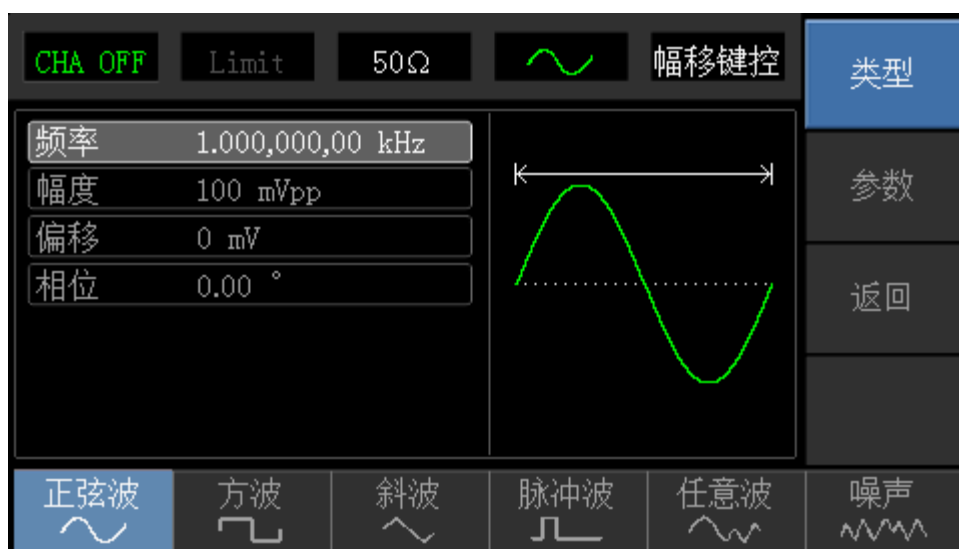 CHA OFF Limit 50Ω 幅移键控 类型
频率 1.000,000,00 kHz
幅度 100 mVpp 参数
偏移 0 mV
相位 0.00 ° 返回
正弦波 方波 斜波 脉冲波 任意波 噪声